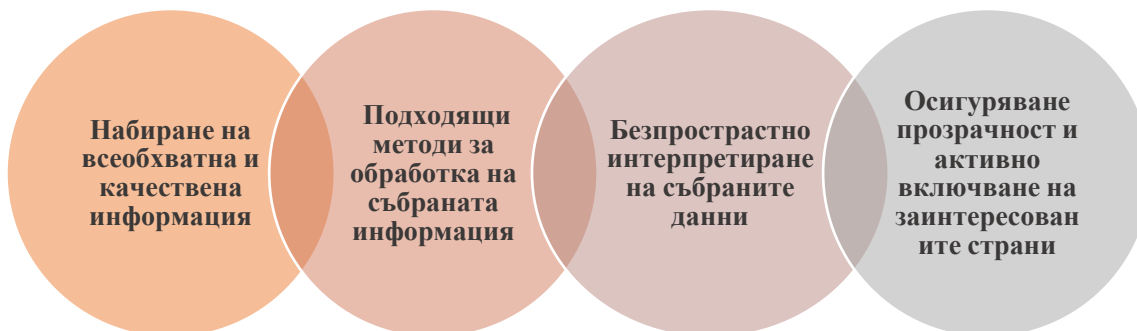 Набиране на
всеобхватна и
качествена
информация
Подходящи
методи за
обработка на
събраната
информация
Безпрострастно
интерпретиране
на събраните
данни
Осигуряване
прозрачност и
активно
включване на
заинтересован
ите страни